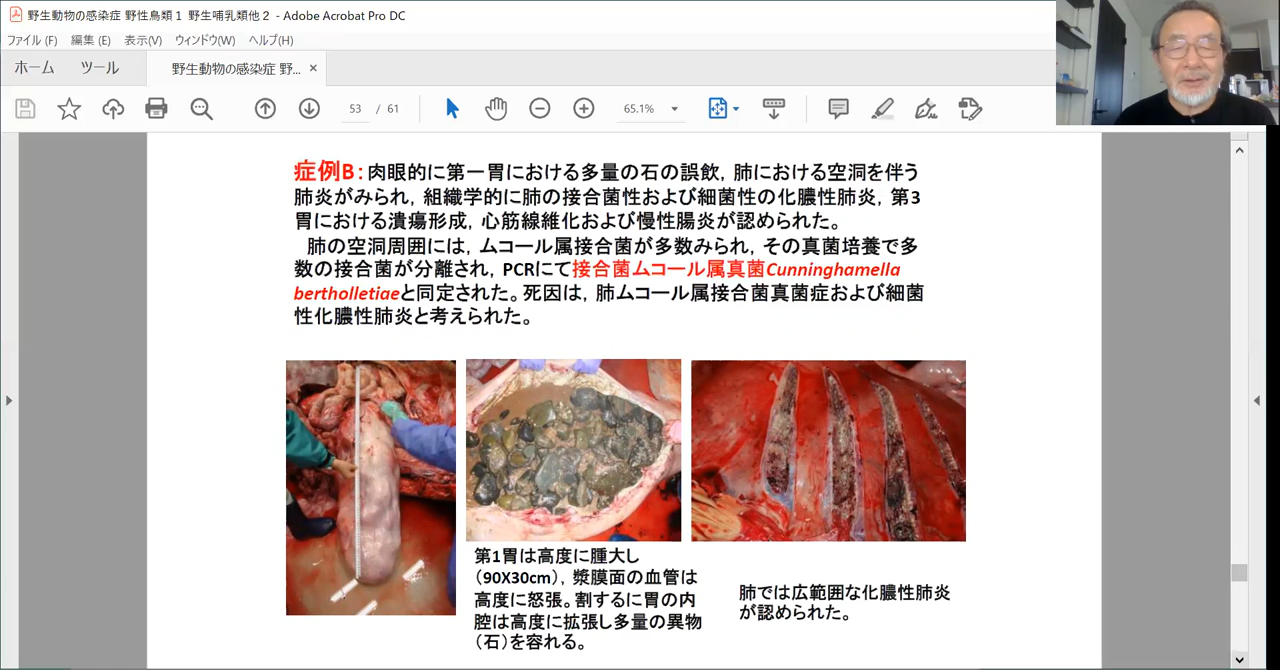 野生動物の感染症 野性鳥類１ 野生哺乳類他２ - Adobe Acrobat Pro DC
ファイル(F) 編集(E) 表示(V) ウィンドウ(W) ヘルプ(H)
ホーム ツール 野生動物の感染症 野... ×
53 / 61 65.1%
症例B：肉眼的に第一胃における多量の石の誤飲，肺における空洞を伴う
肺炎がみられ，組織学的に肺の接合菌性および細菌性の化膿性肺炎，第3
胃における潰瘍形成，心筋線維化および慢性腸炎が認められた。
肺の空洞周囲には，ムコール属接合菌が多数みられ，その真菌培養で多
数の接合菌が分離され，PCRにて接合菌ムコール属真菌Cunninghamella
bertholletiaeと同定された。死因は，肺ムコール属接合菌真菌症および細菌
性化膿性肺炎と考えられた。
第1胃は高度に腫大し
（90X30cm），漿膜面の血管は
高度に怒張。割するに胃の内
腔は高度に拡張し多量の異物
（石）を容れる。
肺では広範囲な化膿性肺炎
が認められた。